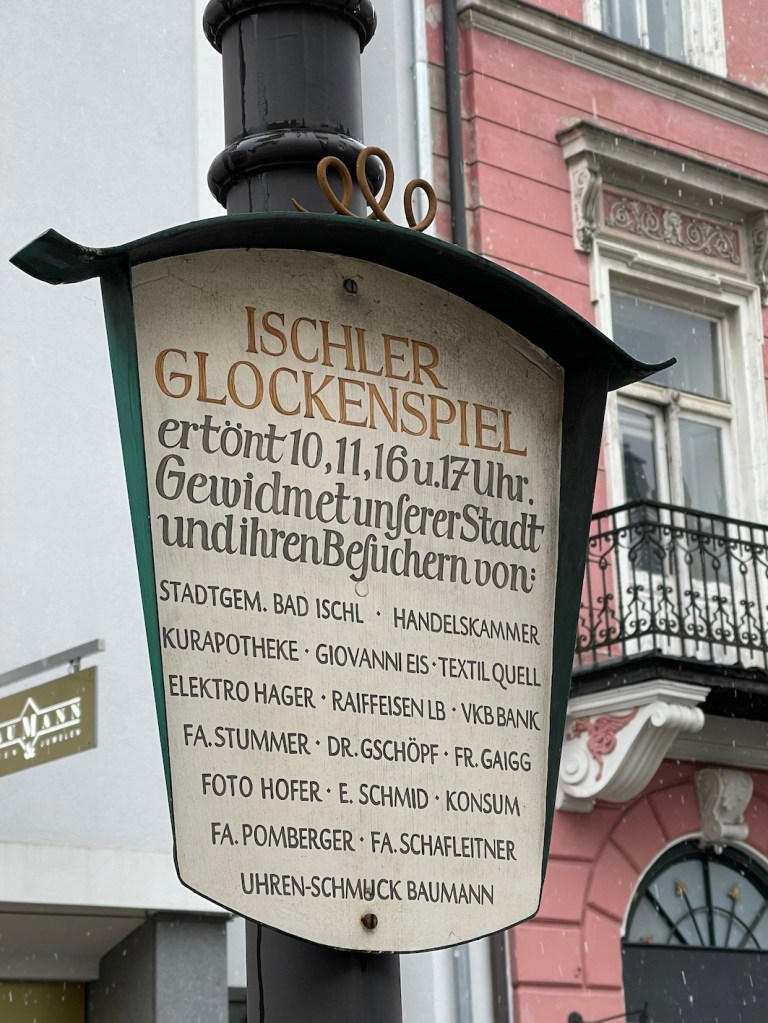 ISCHLER
GLOCKENSPIEL
ertönt 10, 11, 16 u. 17 Uhr.
Gewidmet unſerer Stadt
und ihren Beſuchern von:
STADTGEM. BAD ISCHL · HANDELSKAMMER
KURAPOTHEKE · GIOVANNI EIS · TEXTIL QUELL
ELEKTRO HAGER · RAIFFEISEN LB · VKB BANK
FA. STUMMER · DR. GSCHÖPF · FR. GAIGG
FOTO HOFER · E. SCHMID · KONSUM
FA. POMBERGER · FA. SCHAFLEITNER
UHREN-SCHMUCK BAUMANN